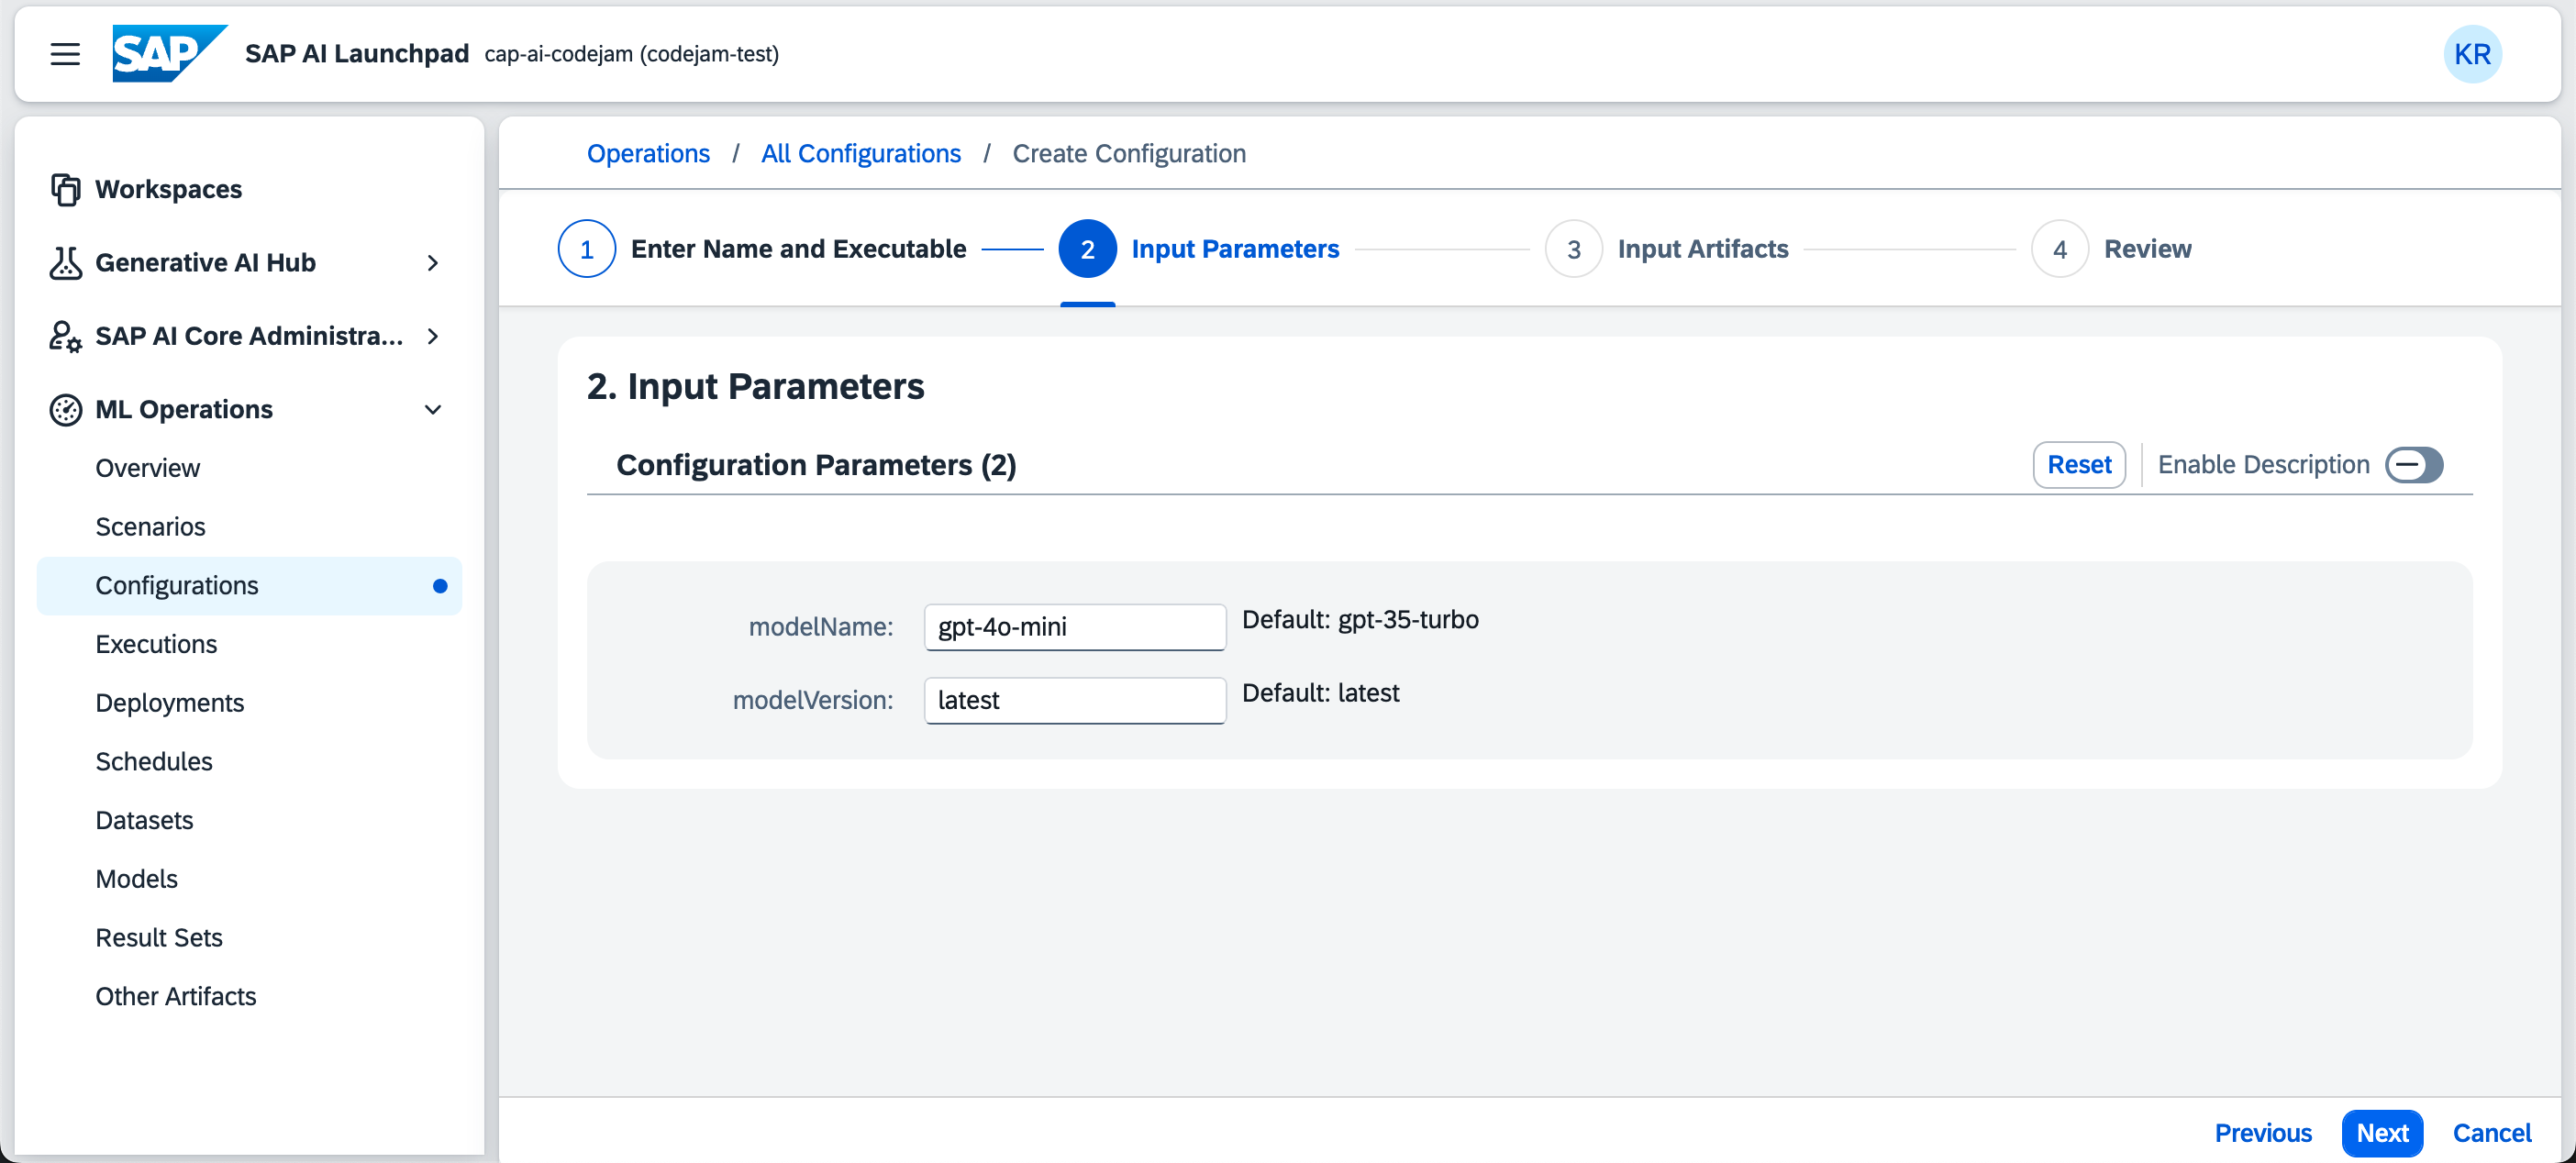 SAP SAP AI Launchpad cap-ai-codejam (codejam-test) KR
Workspaces
Generative AI Hub
SAP AI Core Administra...
ML Operations
Overview
Scenarios
Configurations
Executions
Deployments
Schedules
Datasets
Models
Result Sets
Other Artifacts
Operations / All Configurations / Create Configuration
1 Enter Name and Executable 2 Input Parameters 3 Input Artifacts 4 Review
2. Input Parameters
Configuration Parameters (2) Reset Enable Description
modelName: gpt-4o-mini Default: gpt-35-turbo
modelVersion: latest Default: latest
Previous Next Cancel